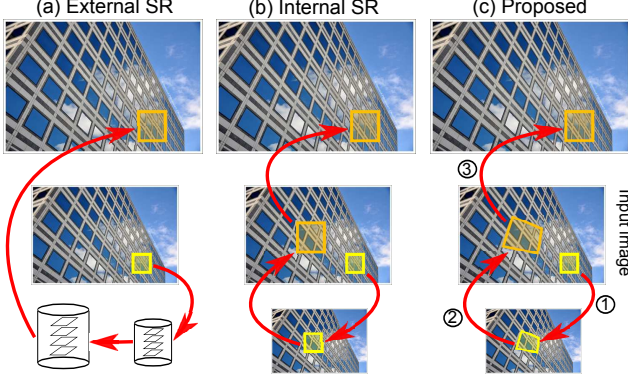 (a) External SR
(b) Internal SR
(c) Proposed
③
Input image
①
②